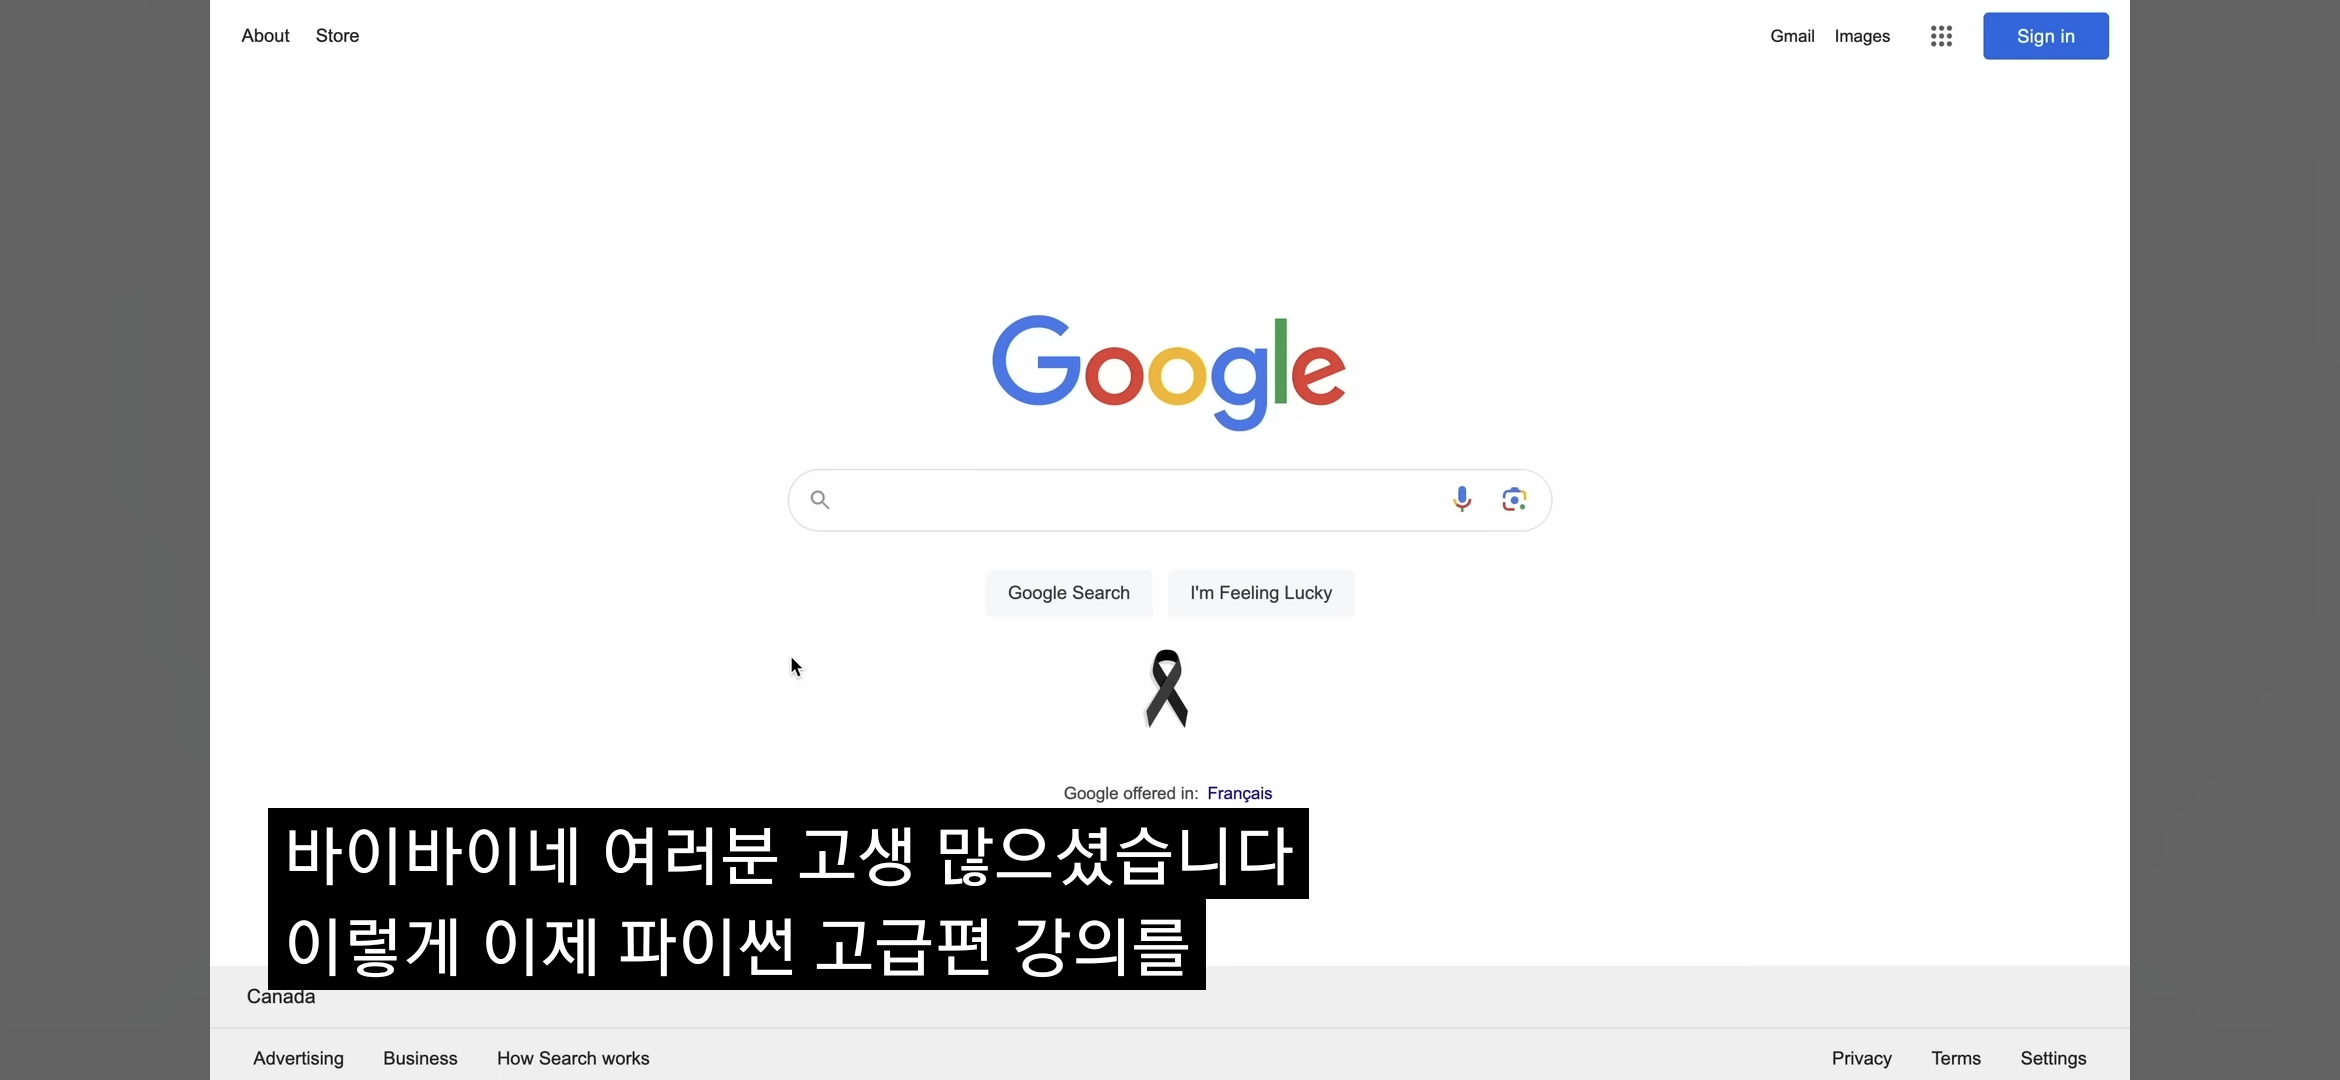 About Store
Gmail Images Sign in
Google
Google Search I'm Feeling Lucky
Google offered in: Français
바이바이네 여러분 고생 많으셨습니다
이렇게 이제 파이썬 고급편 강의를
Canada
Advertising Business How Search works
Privacy Terms Settings